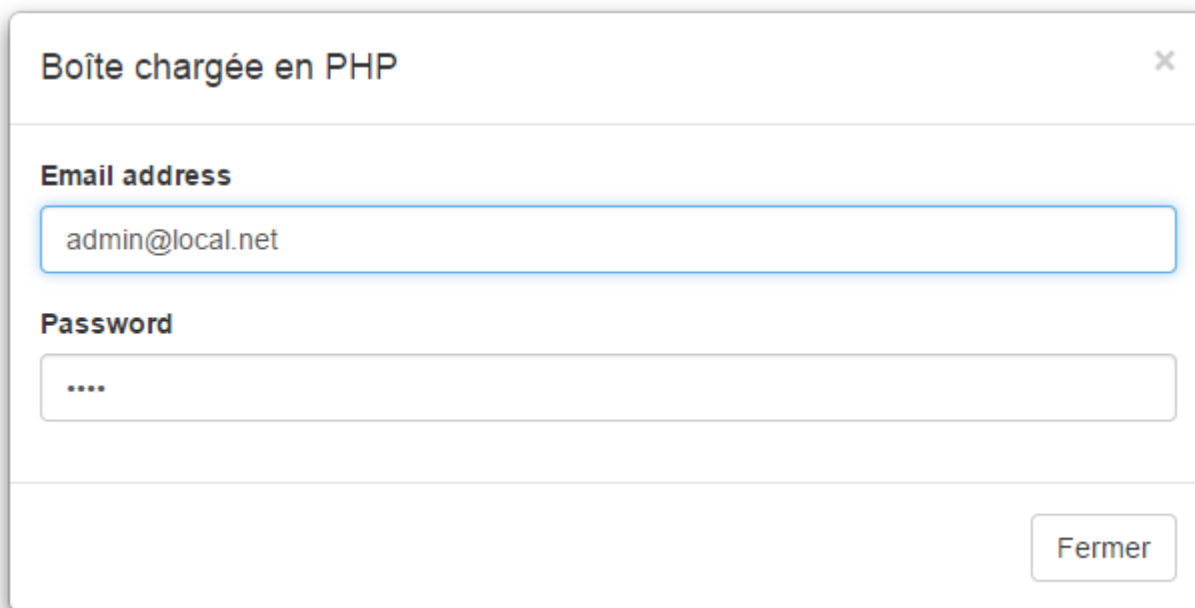 Boîte chargée en PHP ×
Email address
admin@local.net
Password
••••
Fermer